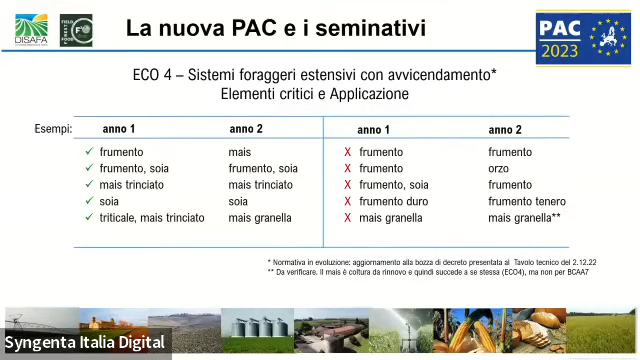 DISAFA
FIELD
FOREST
FOOD
La nuova PAC e i seminativi
PAC
2023
ECO 4 – Sistemi foraggeri estensivi con avvicendamento*
Elementi critici e Applicazione
Esempi: anno 1 anno 2 anno 1 anno 2
✓ frumento mais X frumento frumento
✓ frumento, soia frumento, soia X frumento orzo
✓ mais trinciato mais trinciato X frumento, soia frumento
✓ soia soia X frumento duro frumento tenero
✓ triticale, mais trinciato mais granella X mais granella mais granella**
* Normativa in evoluzione: aggiornamento alla bozza di decreto presentata al Tavolo tecnico del 2.12.22
** Da verificare. Il mais è coltura da rinnovo e quindi succede a se stessa (ECO4), ma non per BCAA7
Syngenta Italia Digital